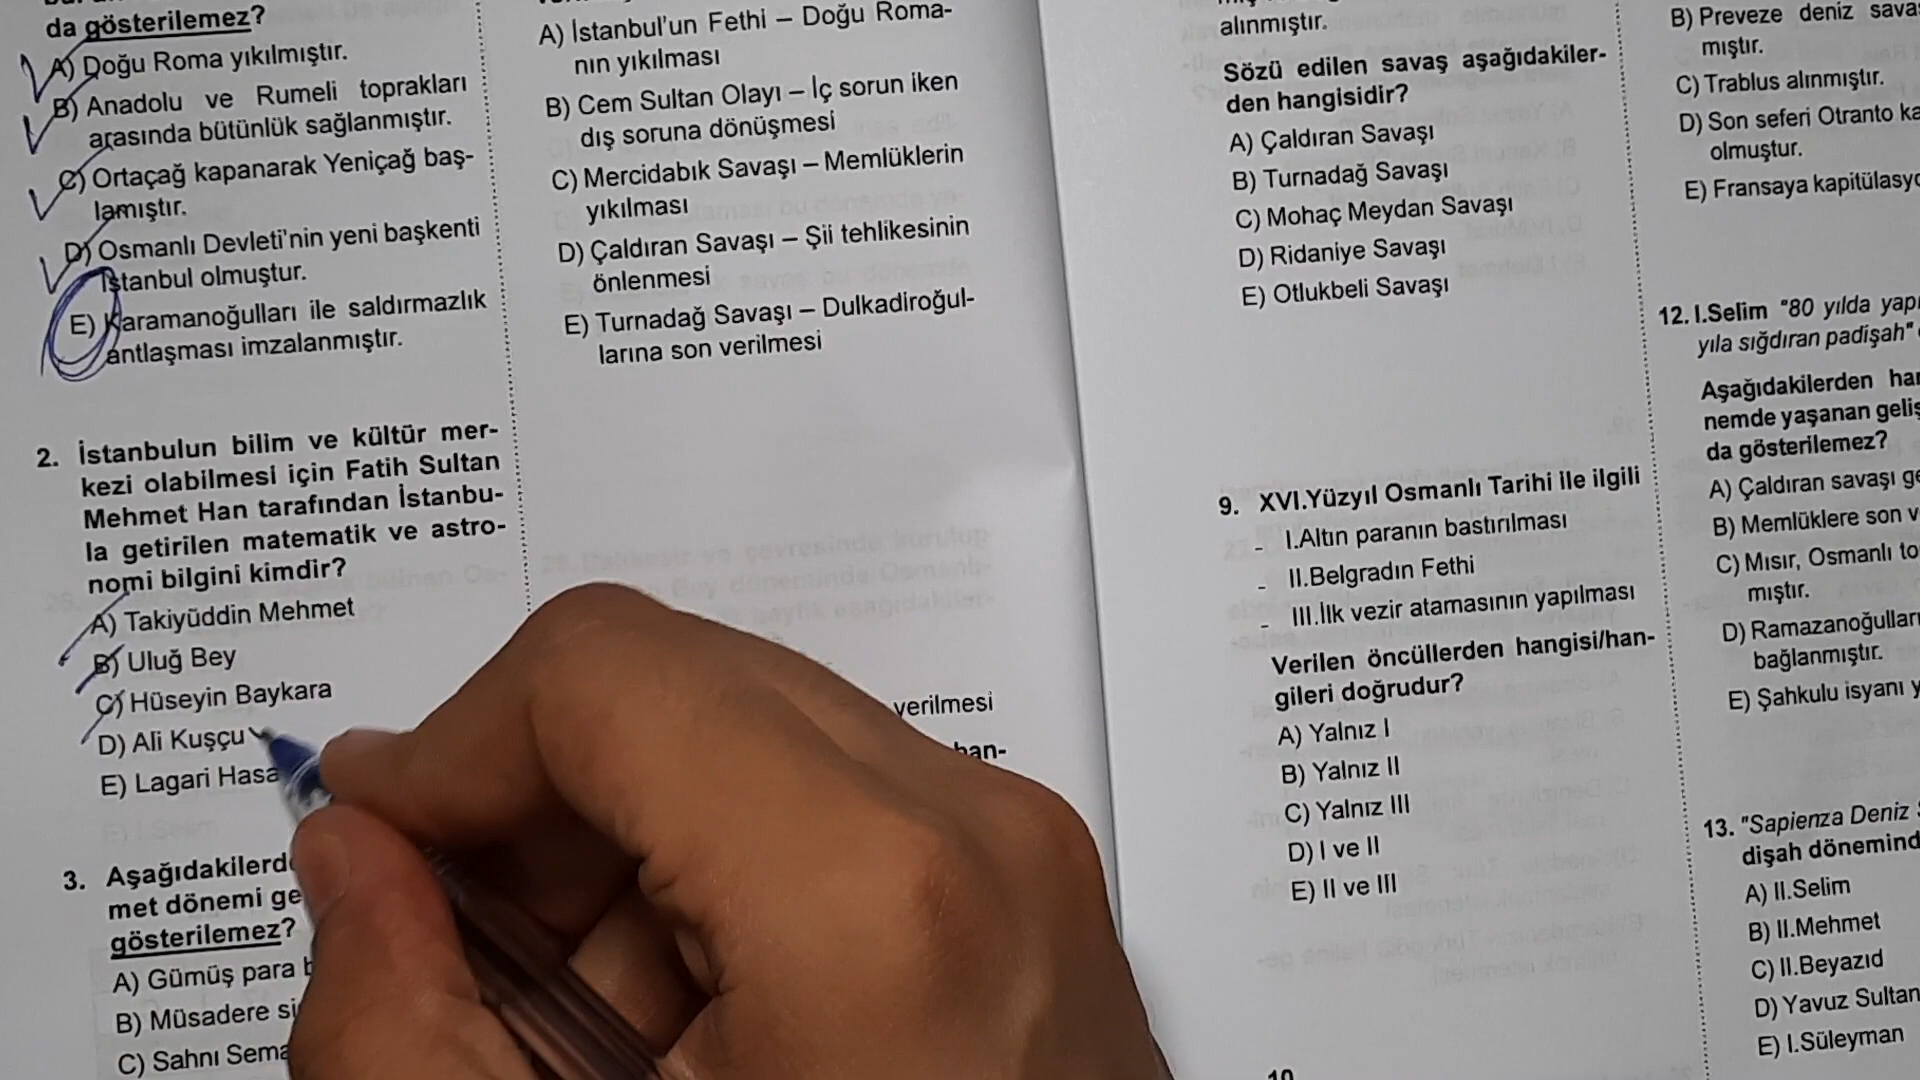 da gösterilemez?
A) Doğu Roma yıkılmıştır.
B) Anadolu ve Rumeli toprakları
arasında bütünlük sağlanmıştır.
C) Ortaçağ kapanarak Yeniçağ baş-
lamıştır.
D) Osmanlı Devleti'nin yeni başkenti
İstanbul olmuştur.
E) Karamanoğulları ile saldırmazlık
antlaşması imzalanmıştır.
2. İstanbulun bilim ve kültür mer-
kezi olabilmesi için Fatih Sultan
Mehmet Han tarafından İstanbu-
la getirilen matematik ve astro-
nomi bilgini kimdir?
A) Takiyüddin Mehmet
B) Uluğ Bey
C) Hüseyin Baykara
D) Ali Kuşçu
E) Lagari Hasa
3. Aşağıdakilerd
met dönemi ge
gösterilemez?
A) Gümüş para
B) Müsadere
C) Sahnı Sema
A) İstanbul'un Fethi – Doğu Roma-
nın yıkılması
B) Cem Sultan Olayı – İç sorun iken
dış soruna dönüşmesi
C) Mercidabık Savaşı – Memlüklerin
yıkılması
D) Çaldıran Savaşı – Şii tehlikesinin
önlenmesi
E) Turnadağ Savaşı – Dulkadiroğul-
larına son verilmesi
verilmesi
han-
alınmıştır.
Sözü edilen savaş aşağıdakiler-
den hangisidir?
A) Çaldıran Savaşı
B) Turnadağ Savaşı
C) Mohaç Meydan Savaşı
D) Ridaniye Savaşı
E) Otlukbeli Savaşı
9. XVI.Yüzyıl Osmanlı Tarihi ile ilgili
- I.Altın paranın bastırılması
- II.Belgradın Fethi
- III.İlk vezir atamasının yapılması
Verilen öncüllerden hangisi/han-
gileri doğrudur?
A) Yalnız I
B) Yalnız II
C) Yalnız III
D) I ve II
E) II ve III
10
B) Preveze deniz sava
mıştır.
C) Trablus alınmıştır.
D) Son seferi Otranto ka
olmuştur.
E) Fransaya kapitülasyo
12. I.Selim "80 yılda yapı
yıla sığdıran padişah"
Aşağıdakilerden han
nemde yaşanan geliş
da gösterilemez?
A) Çaldıran savaşı ge
B) Memlüklere son v
C) Mısır, Osmanlı to
mıştır.
D) Ramazanoğulları
bağlanmıştır.
E) Şahkulu isyanı y
13. "Sapienza Deniz
dişah dönemind
A) II.Selim
B) II.Mehmet
C) II.Beyazıd
D) Yavuz Sultan
E) I.Süleyman